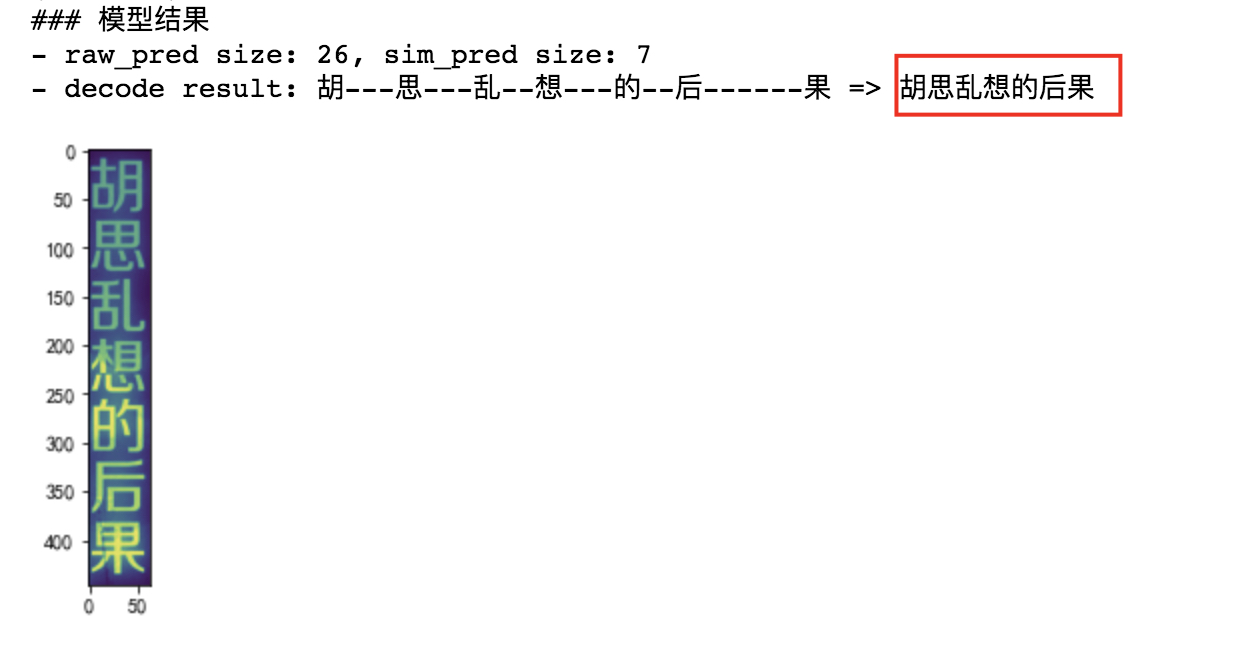 ### 模型结果
- raw_pred size: 26, sim_pred size: 7
- decode result: 胡---思---乱--想---的--后------果 => 胡思乱想的后果
0
50
100
150
200
250
300
350
400
胡
思
乱
想
的
后
果
0 50